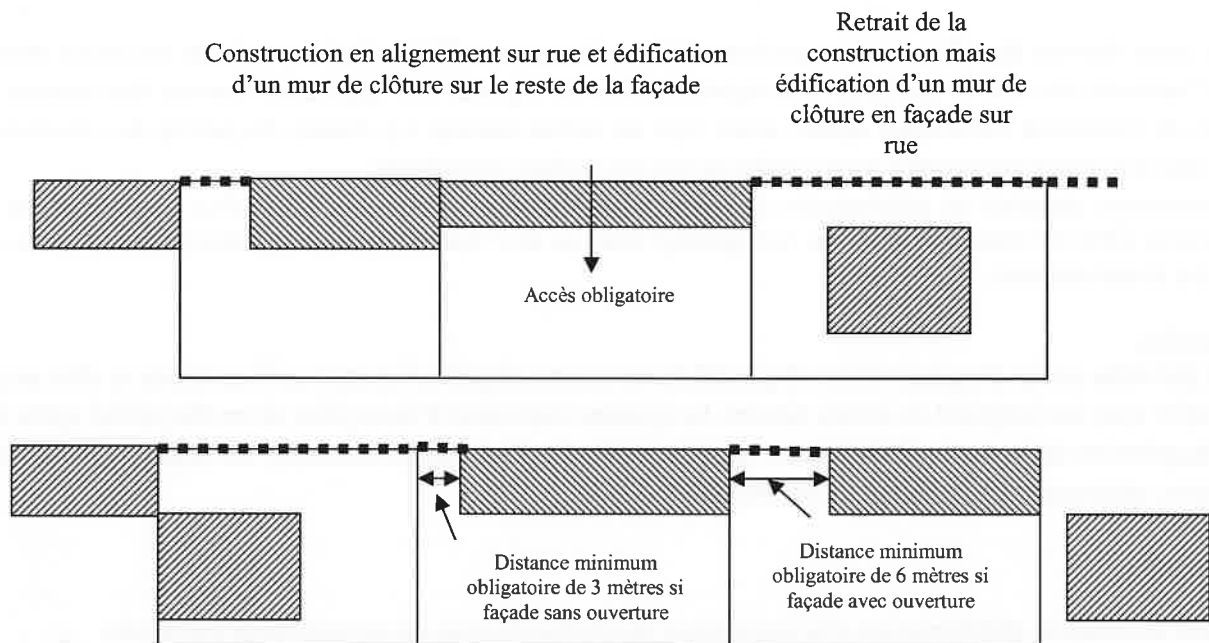 Construction en alignement sur rue et édification
d'un mur de clôture sur le reste de la façade
Retrait de la
construction mais
édification d'un mur de
clôture en façade sur
rue
Accès obligatoire
Distance minimum
obligatoire de 3 mètres si
façade sans ouverture
Distance minimum
obligatoire de 6 mètres si
façade avec ouverture